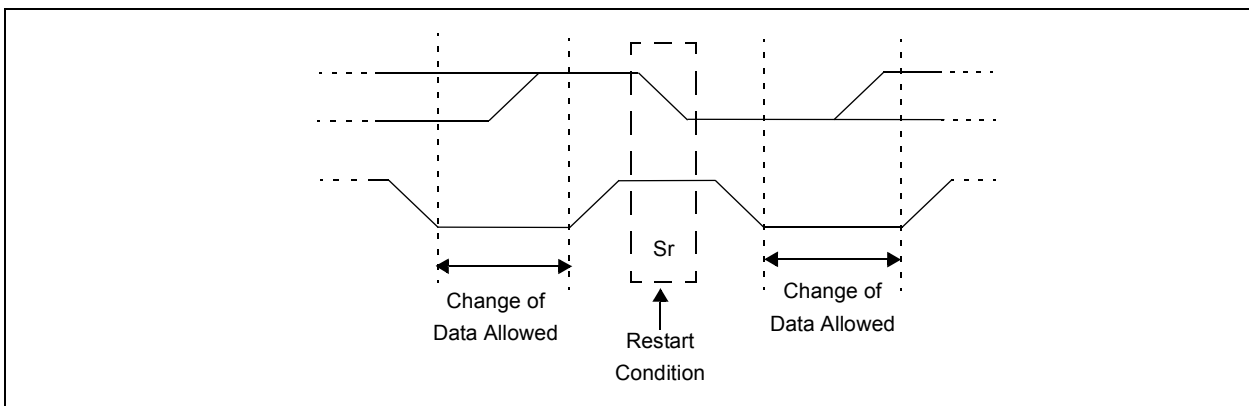 Sr
Change of
Data Allowed
Restart
Condition
Change of
Data Allowed